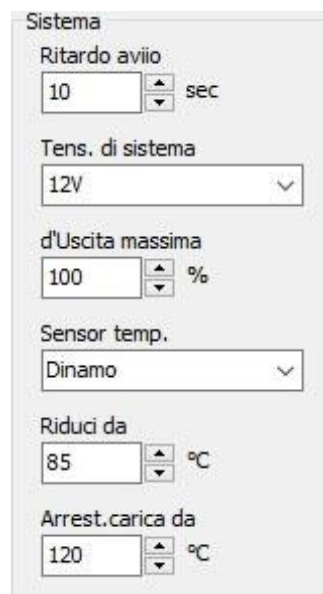 Sistema
Ritardo aviio
10 sec
Tens. di sistema
12V
d'Uscita massima
100 %
Sensor temp.
Dinamo
Riduci da
85 °C
Arrest.carica da
120 °C